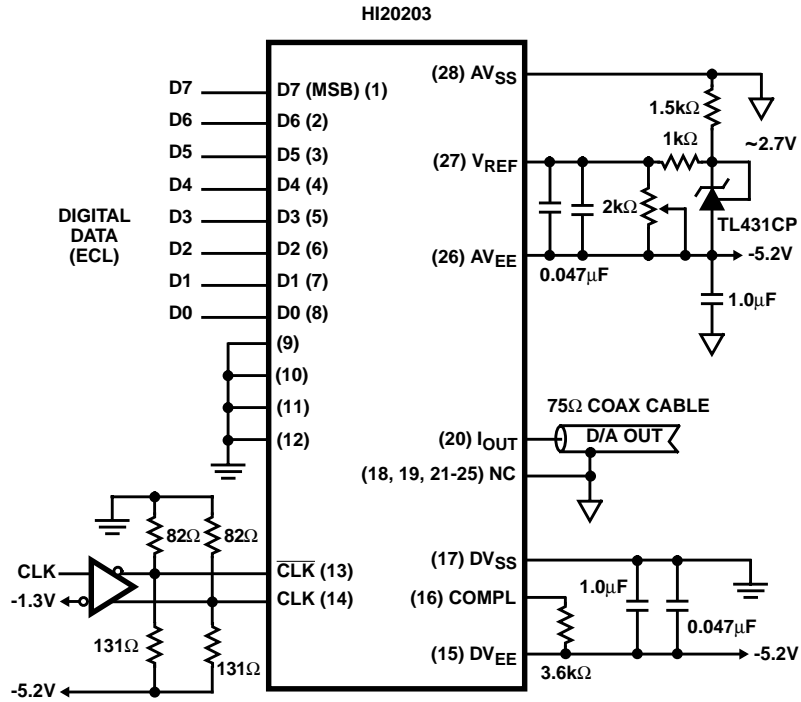 HI20203
D7
D6
D5
D4
D3
D2
D1
D0
DIGITAL
DATA
(ECL)
D7 (MSB) (1)
D6 (2)
D5 (3)
D4 (4)
D3 (5)
D2 (6)
D1 (7)
D0 (8)
(9)
(10)
(11)
(12)
82Ω
82Ω
CLK
-1.3V
CLK (13)
CLK (14)
131Ω
131Ω
-5.2V
(28) AVSS
1.5kΩ
1kΩ
~2.7V
(27) VREF
2kΩ
TL431CP
(26) AVEE
-5.2V
0.047μF
1.0μF
75Ω COAX CABLE
(20) IOUT
D/A OUT
(18, 19, 21-25) NC
(17) DVSS
1.0μF
(16) COMPL
0.047μF
(15) DVEE
-5.2V
3.6kΩ